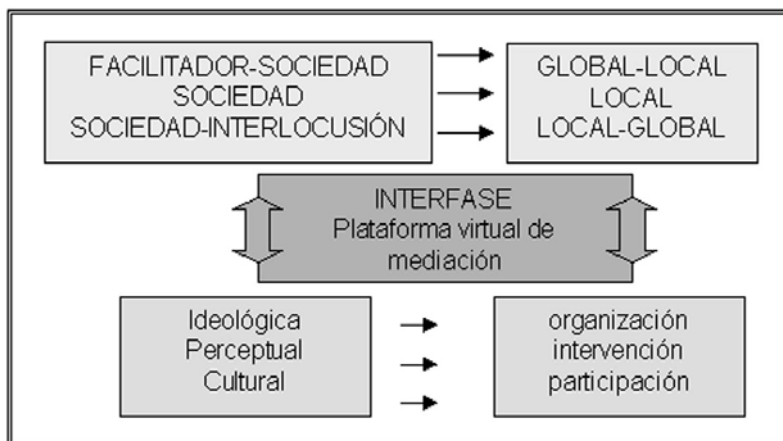 FACILITADOR-SOCIEDAD
SOCIEDAD
SOCIEDAD-INTERLOCUSIÓN
GLOBAL-LOCAL
LOCAL
LOCAL-GLOBAL
INTERFASE
Plataforma virtual de
mediación
Ideológica
Perceptual
Cultural
organización
intervención
participación